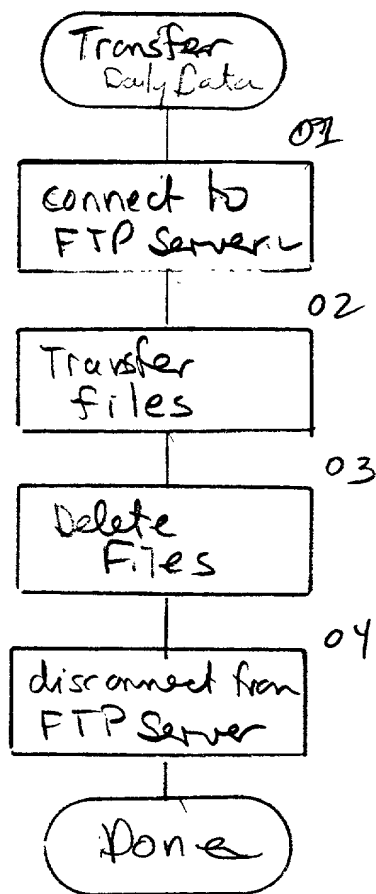 Transfer
Daily Data
01
connect to
FTP Server
02
Transfer
files
03
Delete
Files
04
disconnect from
FTP Server
Done